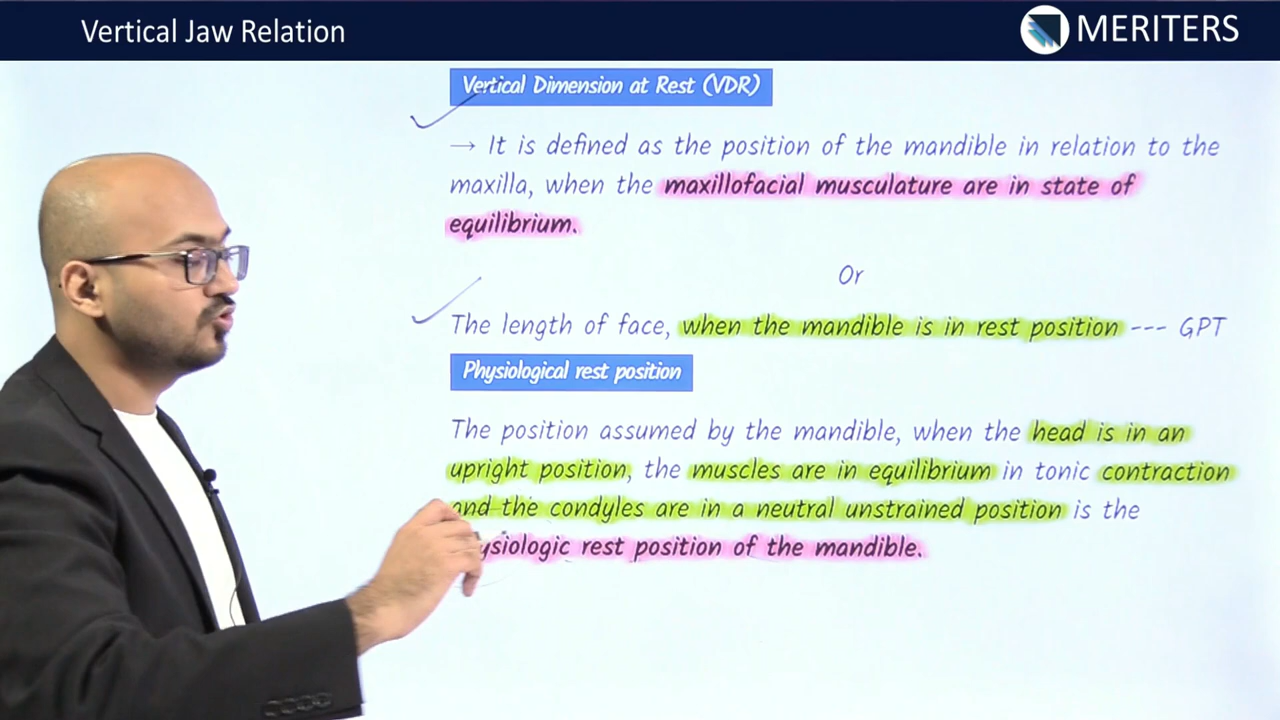 Vertical Jaw Relation
MERITERS
Vertical Dimension at Rest (VDR)
→ It is defined as the position of the mandible in relation to the
maxilla, when the maxillofacial musculature are in state of
equilibrium.
Or
The length of face, when the mandible is in rest position --- GPT
Physiological rest position
The position assumed by the mandible, when the head is in an
upright position, the muscles are in equilibrium in tonic contraction
and the condyles are in a neutral unstrained position is the
ysiologic rest position of the mandible.